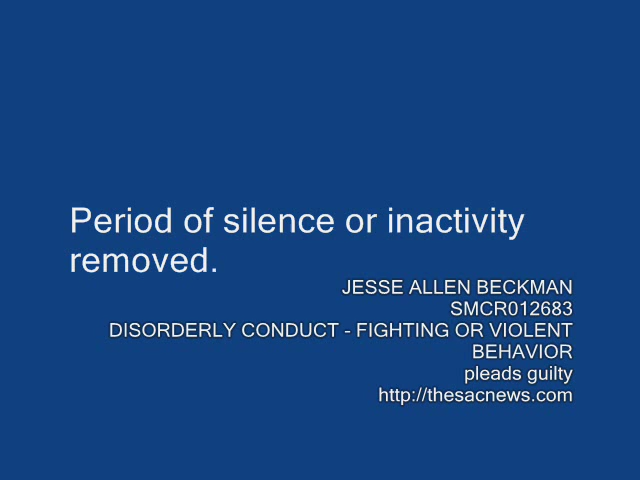 Period of silence or inactivity
removed.
JESSE ALLEN BECKMAN
SMCR012683
DISORDERLY CONDUCT - FIGHTING OR VIOLENT
BEHAVIOR
pleads guilty
http://thesacnews.com